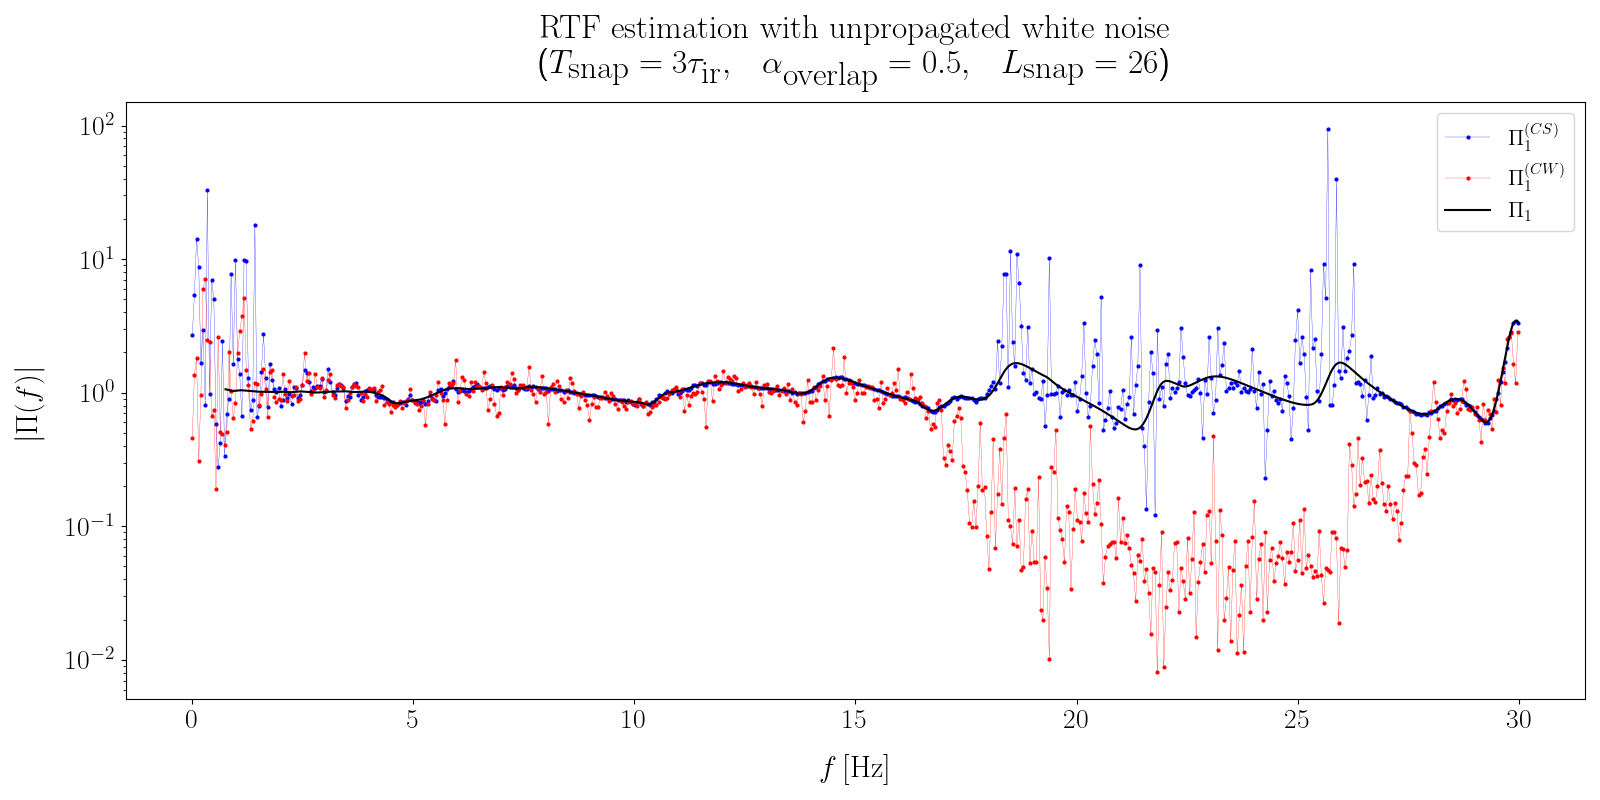 RTF estimation with unpropagated white noise
(T_snap = 3τ_ir, α_overlap = 0.5, L_snap = 26)
10^2
10^1
10^0
10^−1
10^−2
|Π(f)|
Π_1^(CS)
Π_1^(CW)
Π_1
0 5 10 15 20 25 30
f [Hz]